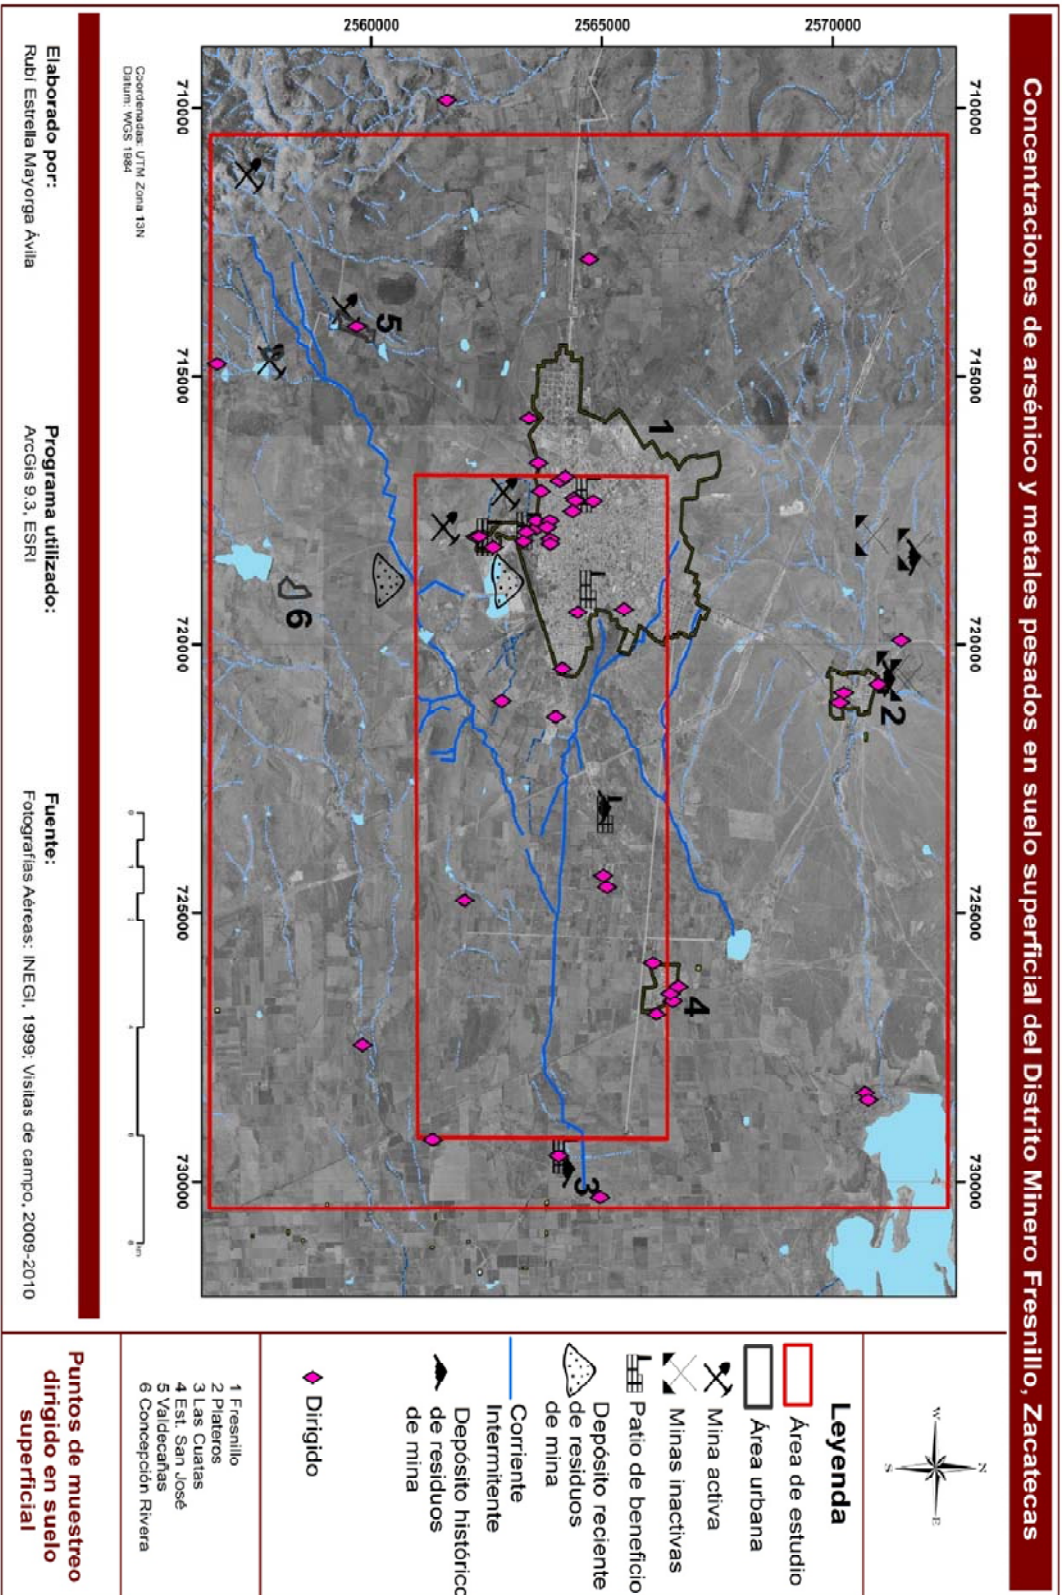 Concentraciones de arsénico y metales pesados en suelo superficial del Distrito Minero Fresnillo, Zacatecas
710000
715000
720000
725000
730000
2570000
2565000
2560000
1
2
3
4
5
6
710000
715000
720000
725000
730000
Coordenadas: UTM Zona 13N
Datum: WGS 1984
Elaborado por:
Rubí Estrella Mayorga Ávila
Programa utilizado:
ArcGis 9.3, ESRI
Fuente:
Fotografías Aéreas: INEGI, 1999; Visitas de campo, 2009-2010
N
W
E
S
Leyenda
Área de estudio
Área urbana
Mina activa
Minas inactivas
Patio de beneficio
Depósito reciente
de residuos
de mina
Corriente
Intermitente
Depósito histórico
de residuos
de mina
Dirigido
1 Fresnillo
2 Plateros
3 Las Cuatas
4 Est. San José
5 Valdecañas
6 Concepción Rivera
Puntos de muestreo
dirigido en suelo
superficial